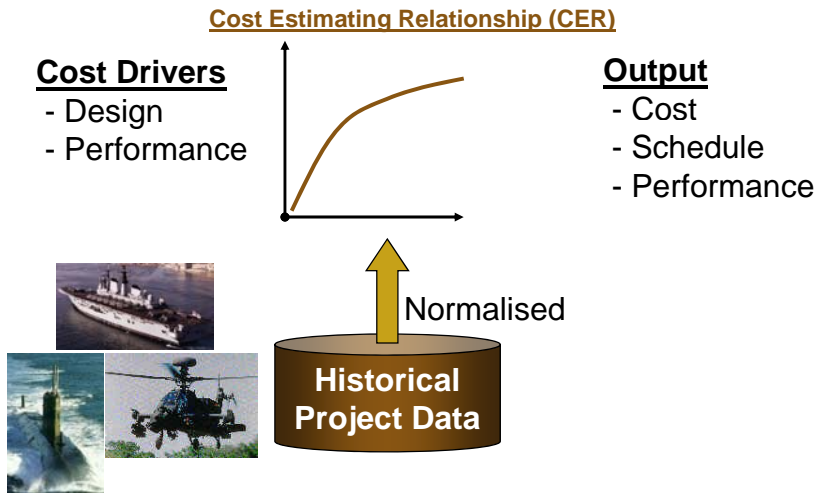 Cost Estimating Relationship (CER)
Cost Drivers
- Design
- Performance
Output
- Cost
- Schedule
- Performance
Normalised
Historical
Project Data